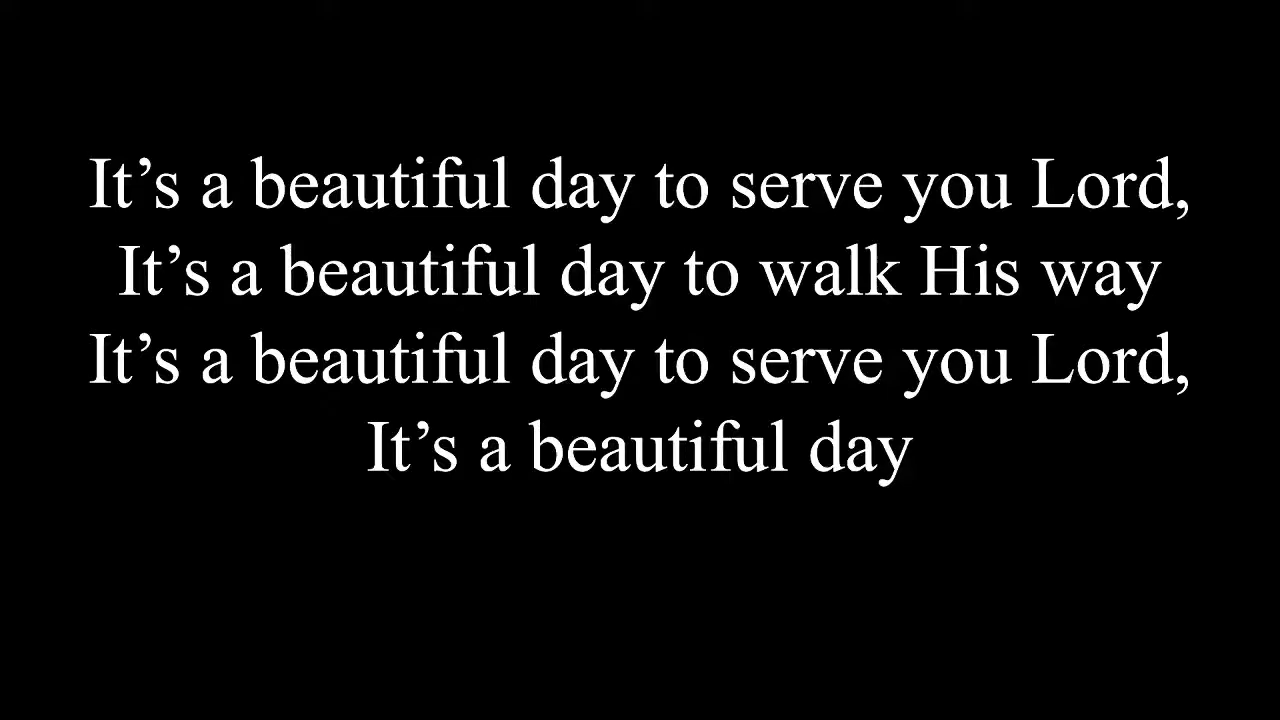 It’s a beautiful day to serve you Lord,
It’s a beautiful day to walk His way
It’s a beautiful day to serve you Lord,
It’s a beautiful day